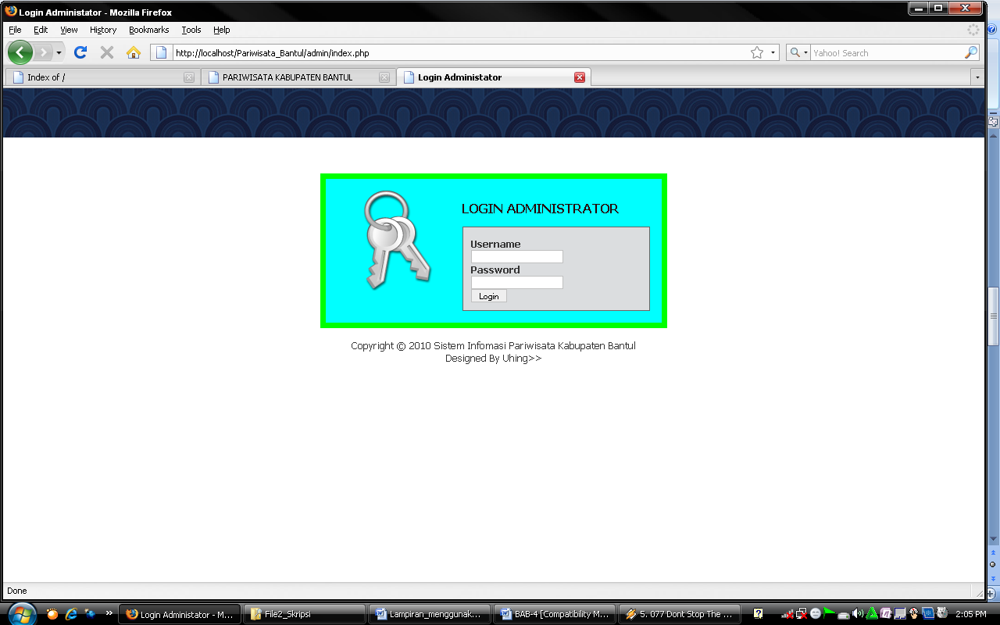 Login Administator - Mozilla Firefox
File Edit View History Bookmarks Tools Help
http://localhost/Pariwisata_Bantul/admin/index.php
Yahoo! Search
Index of /
PARIWISATA KABUPATEN BANTUL
Login Administator
LOGIN ADMINISTRATOR
Username
Password
Login
Copyright © 2010 Sistem Infomasi Pariwisata Kabupaten Bantul
Designed By Uhing>>
Done
Login Administator - M...
File2_Skripsi
Lampiran_menggunak...
BAB-4 [Compatibility M...
5. 077 Dont Stop The ...
2:05 PM